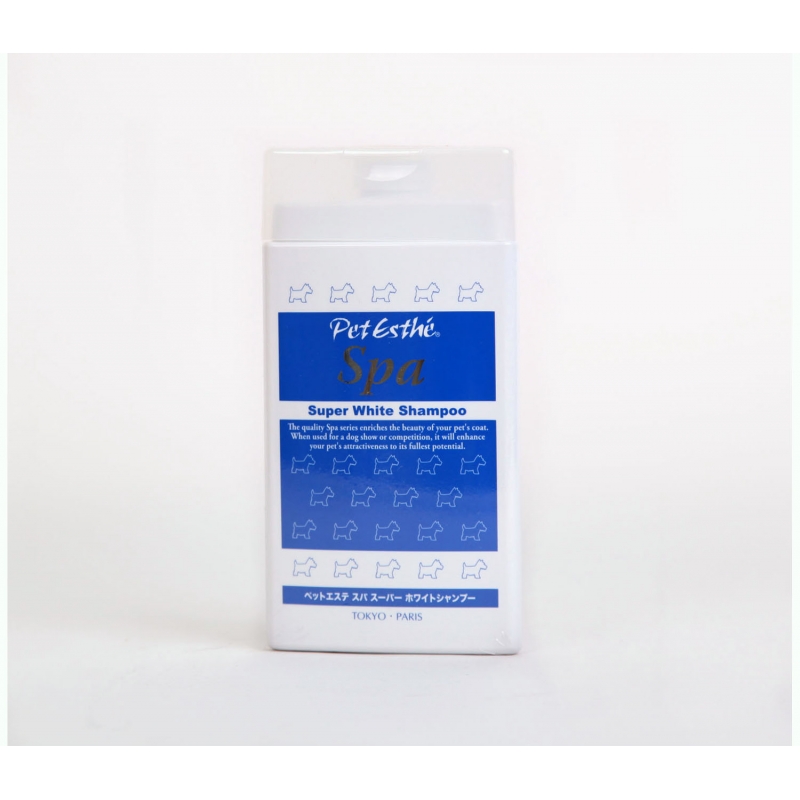 Pet Esthé®
Spa
Super White Shampoo
The quality Spa series enriches the beauty of your pet's coat.
When used for a dog show or competition, it will enhance
your pet's attractiveness to its fullest potential.
ペットエステ スパ スーパー ホワイトシャンプー
TOKYO・PARIS